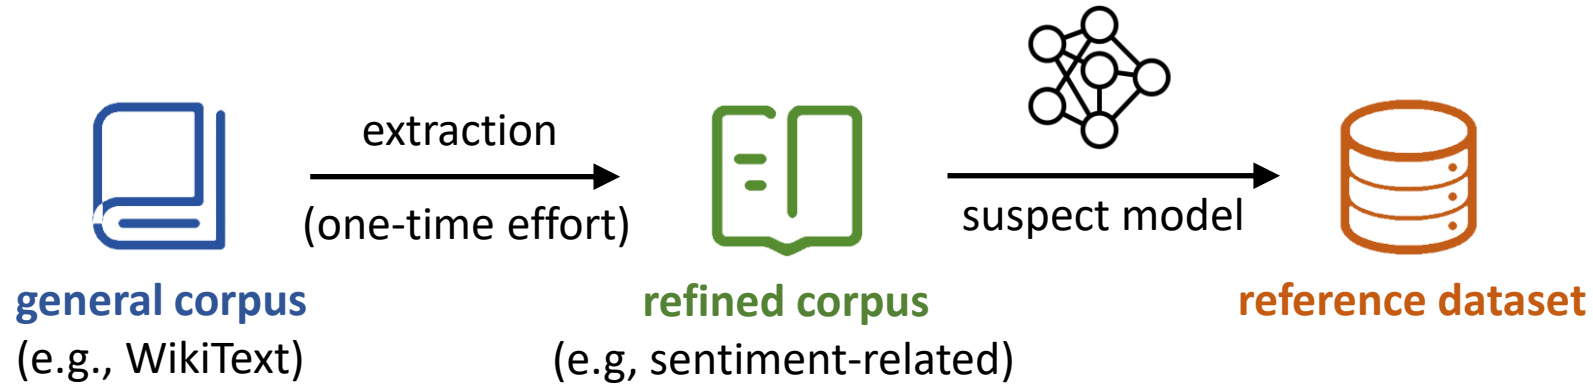 extraction
(one-time effort)
suspect model
general corpus
(e.g., WikiText)
refined corpus
(e.g, sentiment-related)
reference dataset